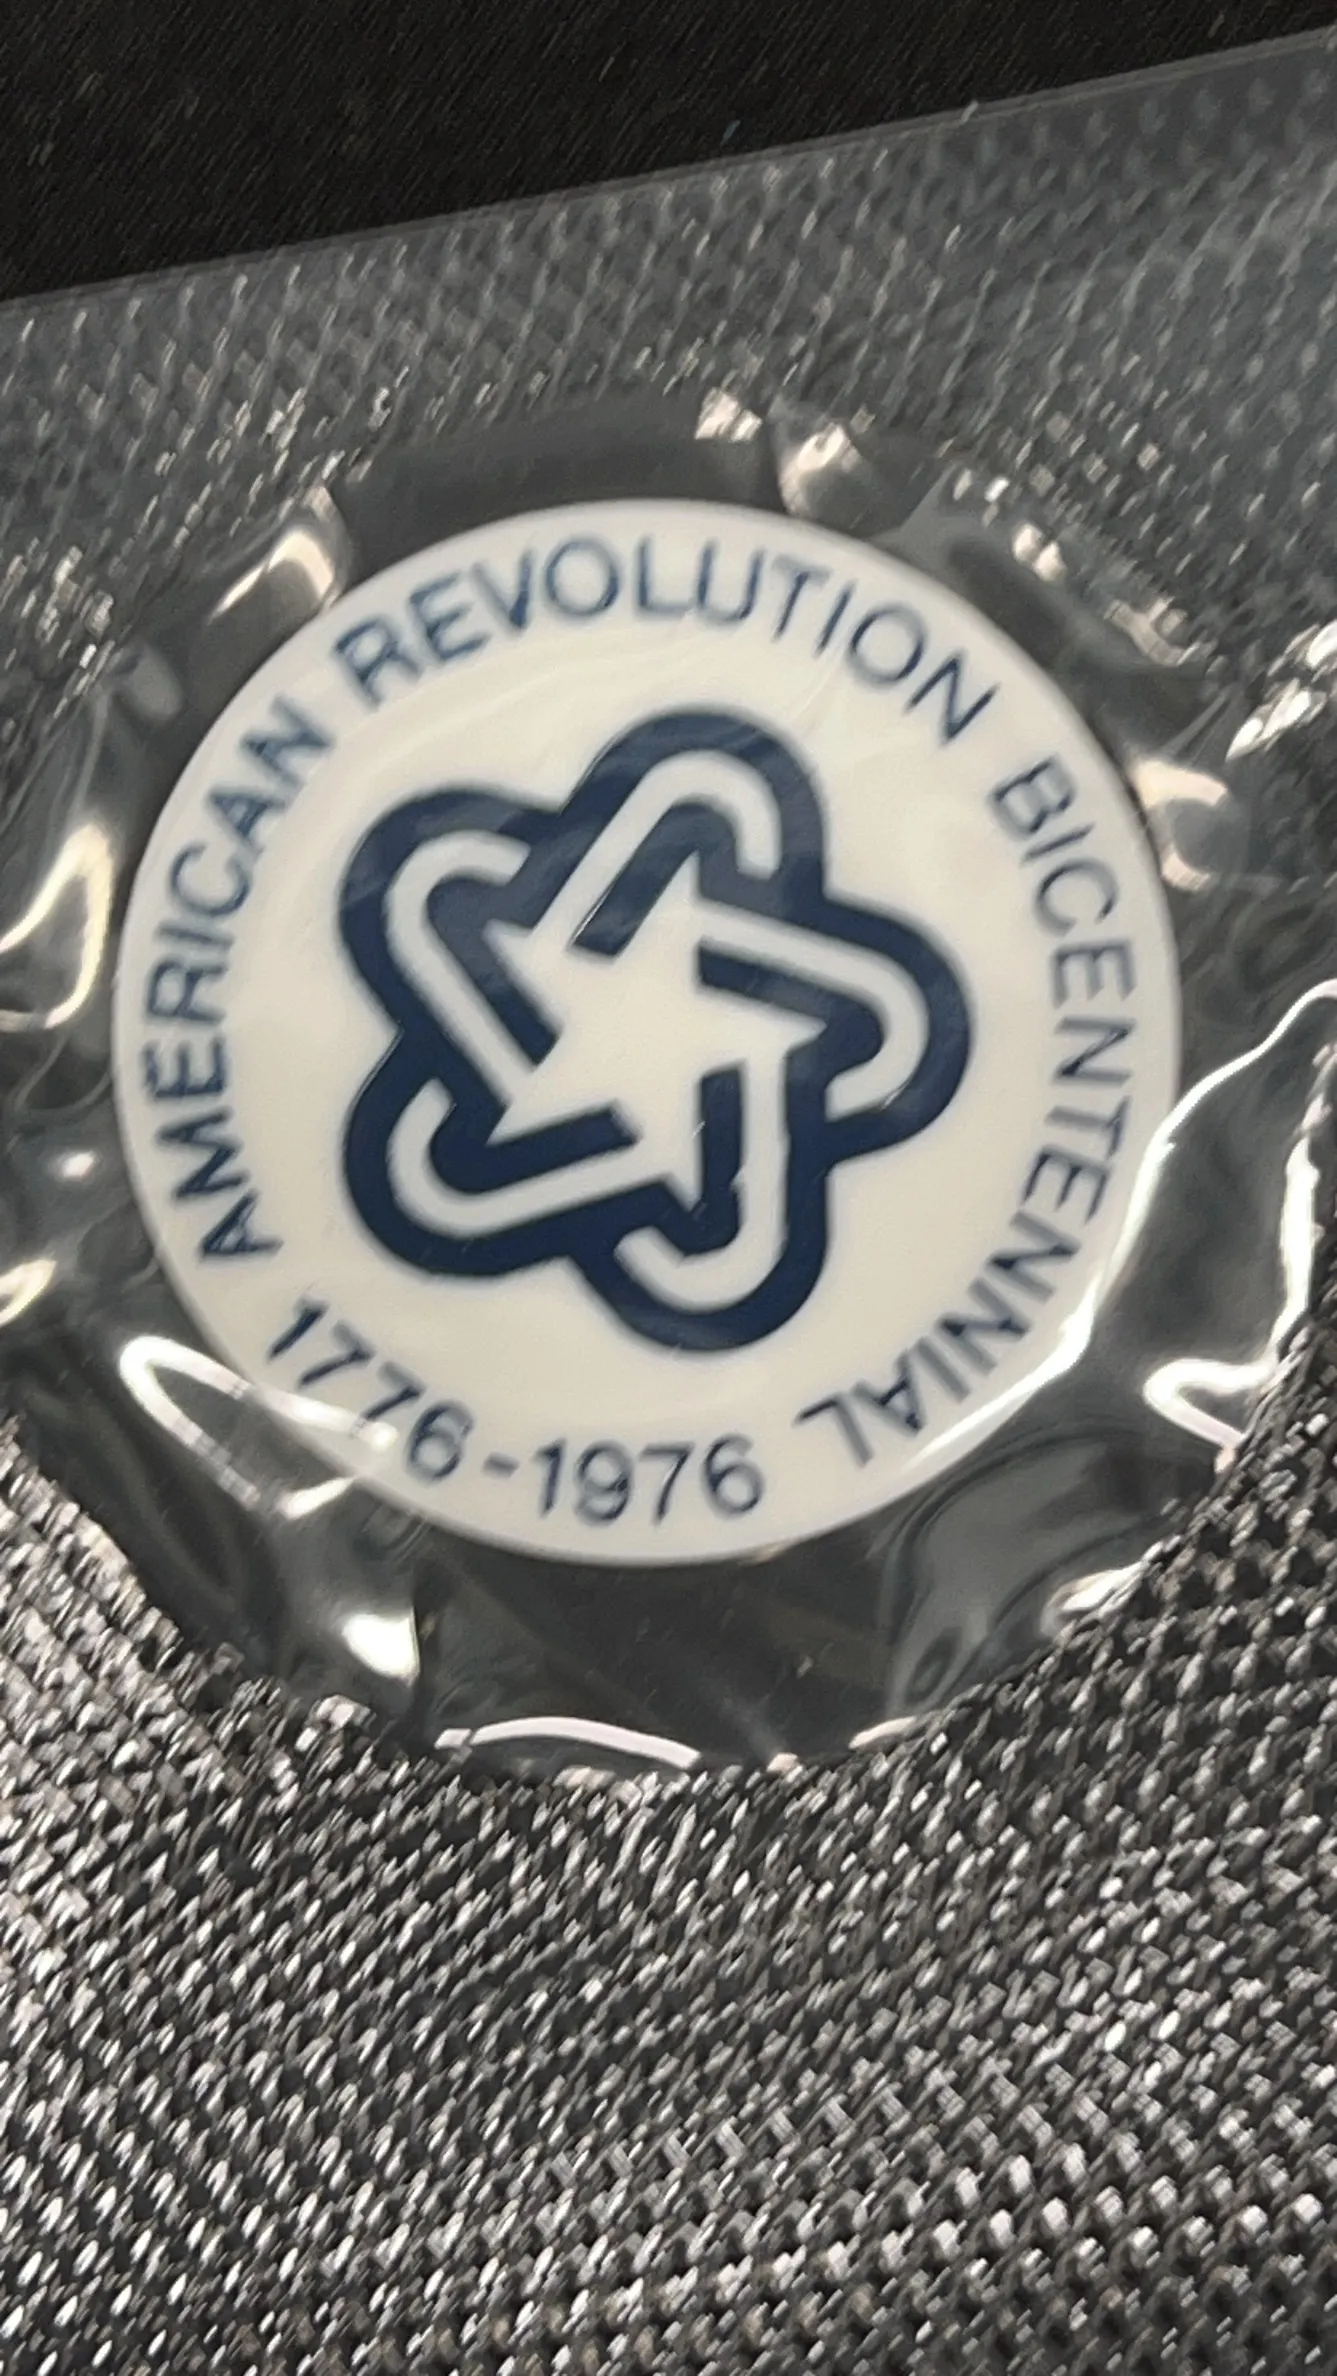 AMERICAN REVOLUTION BICENTENNIAL
1776-1976